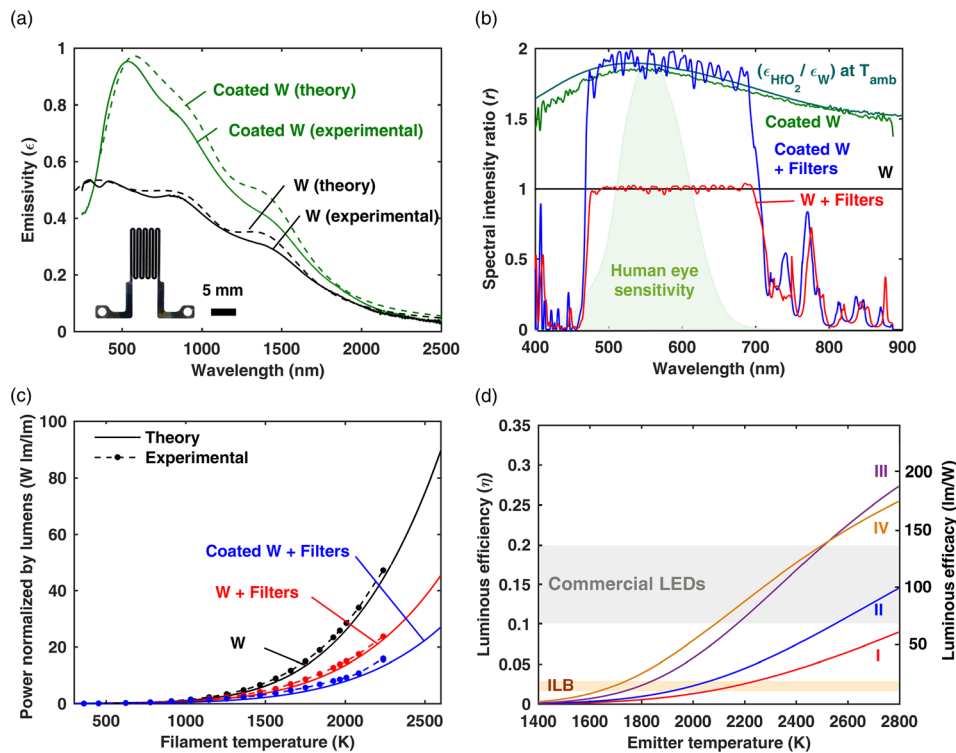 (a)
1
0.8
0.6
0.4
0.2
0
Emissivity (ϵ)
Coated W (theory)
Coated W (experimental)
W (theory)
W (experimental)
5 mm
500
1000
1500
2000
2500
Wavelength (nm)
(b)
2
1.5
1
0.5
0
Spectral intensity ratio (r)
(ϵHfO2 / ϵW) at Tamb
Coated W
Coated W
+ Filters
W
W + Filters
Human eye
sensitivity
400
500
600
700
800
900
Wavelength (nm)
(c)
100
80
60
40
20
0
Power normalized by lumens (W lm/lm)
Theory
Experimental
Coated W + Filters
W + Filters
W
500
1000
1500
2000
2500
Filament temperature (K)
(d)
0.35
0.3
0.25
0.2
0.15
0.1
0.05
0
Luminous efficiency (η)
III
IV
Commercial LEDs
II
I
ILB
200
150
100
50
Luminous efficacy (lm/W)
1400
1600
1800
2000
2200
2400
2600
2800
Emitter temperature (K)